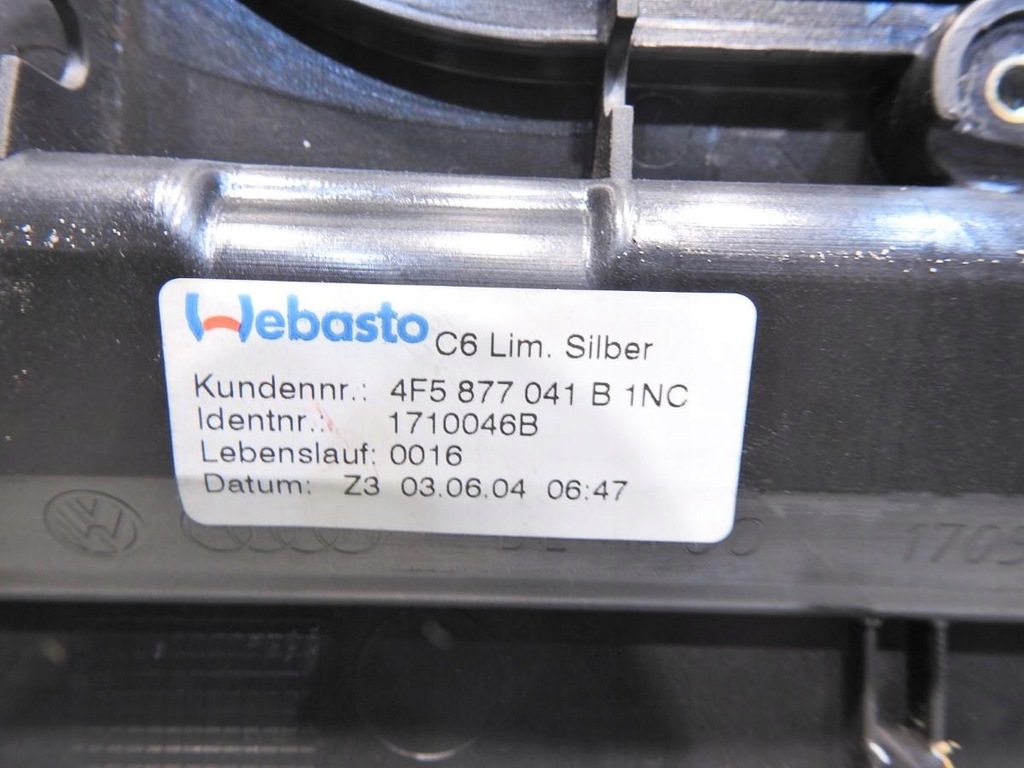 Webasto C6 Lim. Silber
Kundennr.: 4F5 877 041 B 1NC
Identnr.: 1710046B
Lebenslauf: 0016
Datum: Z3 03.06.04 06:47